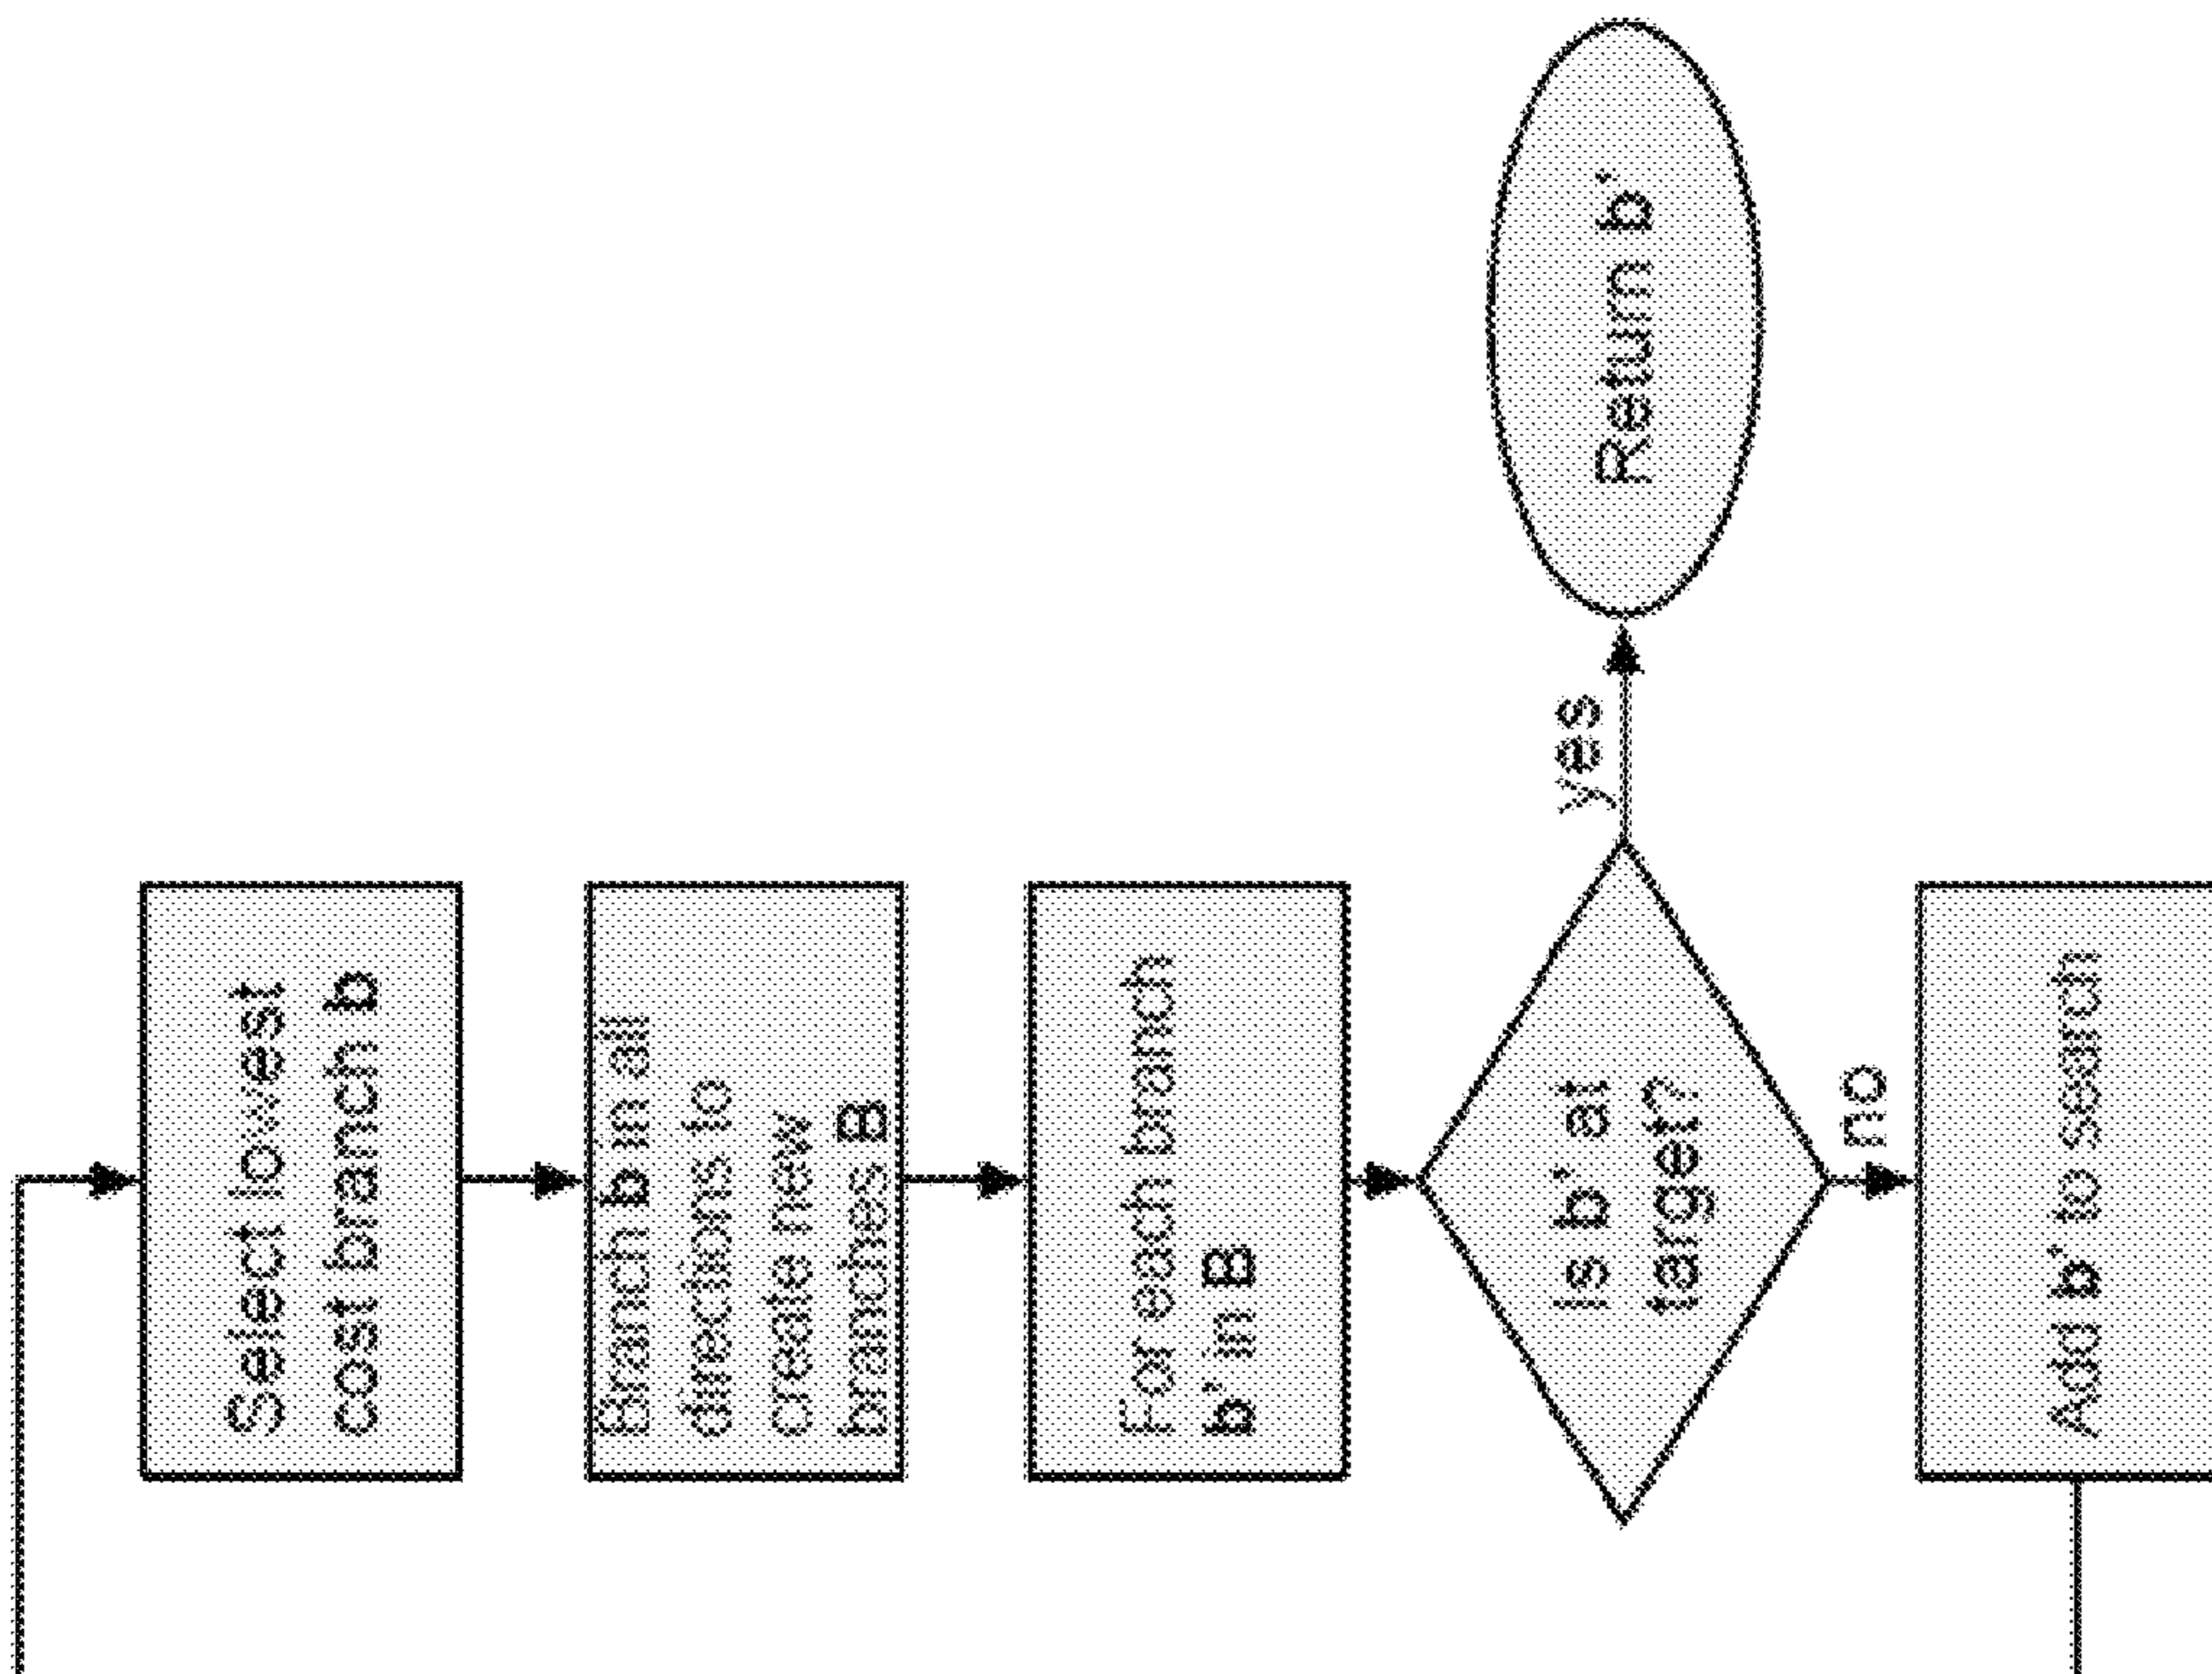 Select lowest
cost branch b
Branch b in all
directions to
create new
branches B
For each branch
b' in B
Is b' at
target?
yes
Return b'
no
Add b' to search